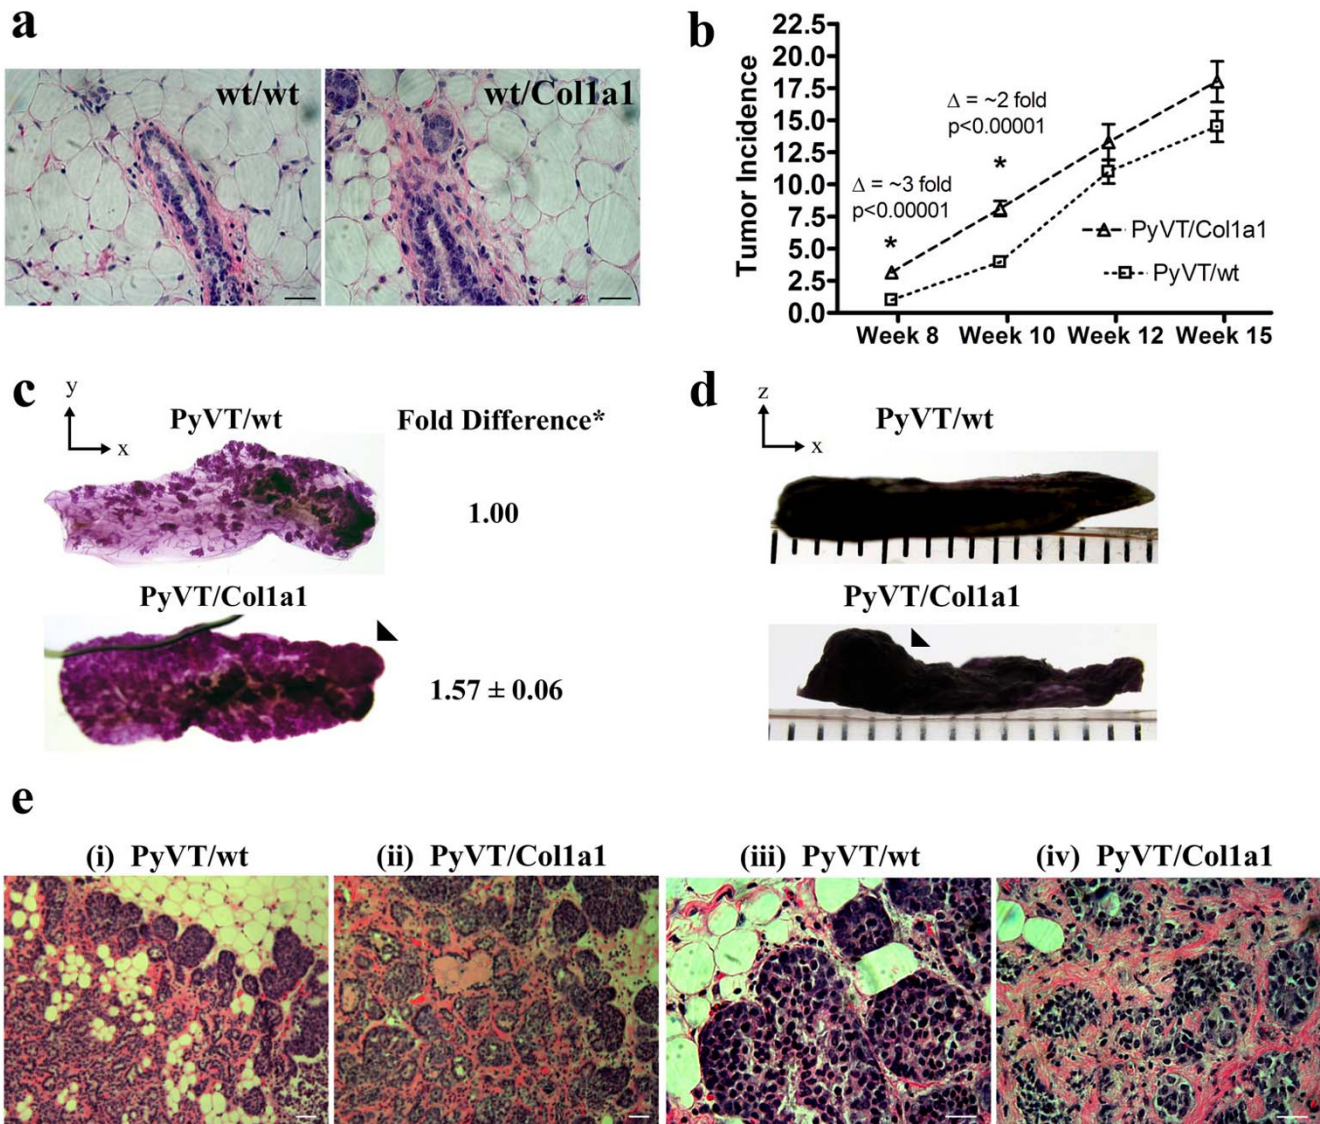 a
wt/wt
wt/Col1a1
b
22.5
20.0
17.5
15.0
12.5
10.0
7.5
5.0
2.5
0.0
Tumor Incidence
Δ = ~3 fold
p<0.00001
*
Δ = ~2 fold
p<0.00001
*
PyVT/Col1a1
PyVT/wt
Week 8
Week 10
Week 12
Week 15
c
y
x
PyVT/wt
Fold Difference*
1.00
PyVT/Col1a1
1.57 ± 0.06
d
z
x
PyVT/wt
PyVT/Col1a1
e
(i) PyVT/wt
(ii) PyVT/Col1a1
(iii) PyVT/wt
(iv) PyVT/Col1a1